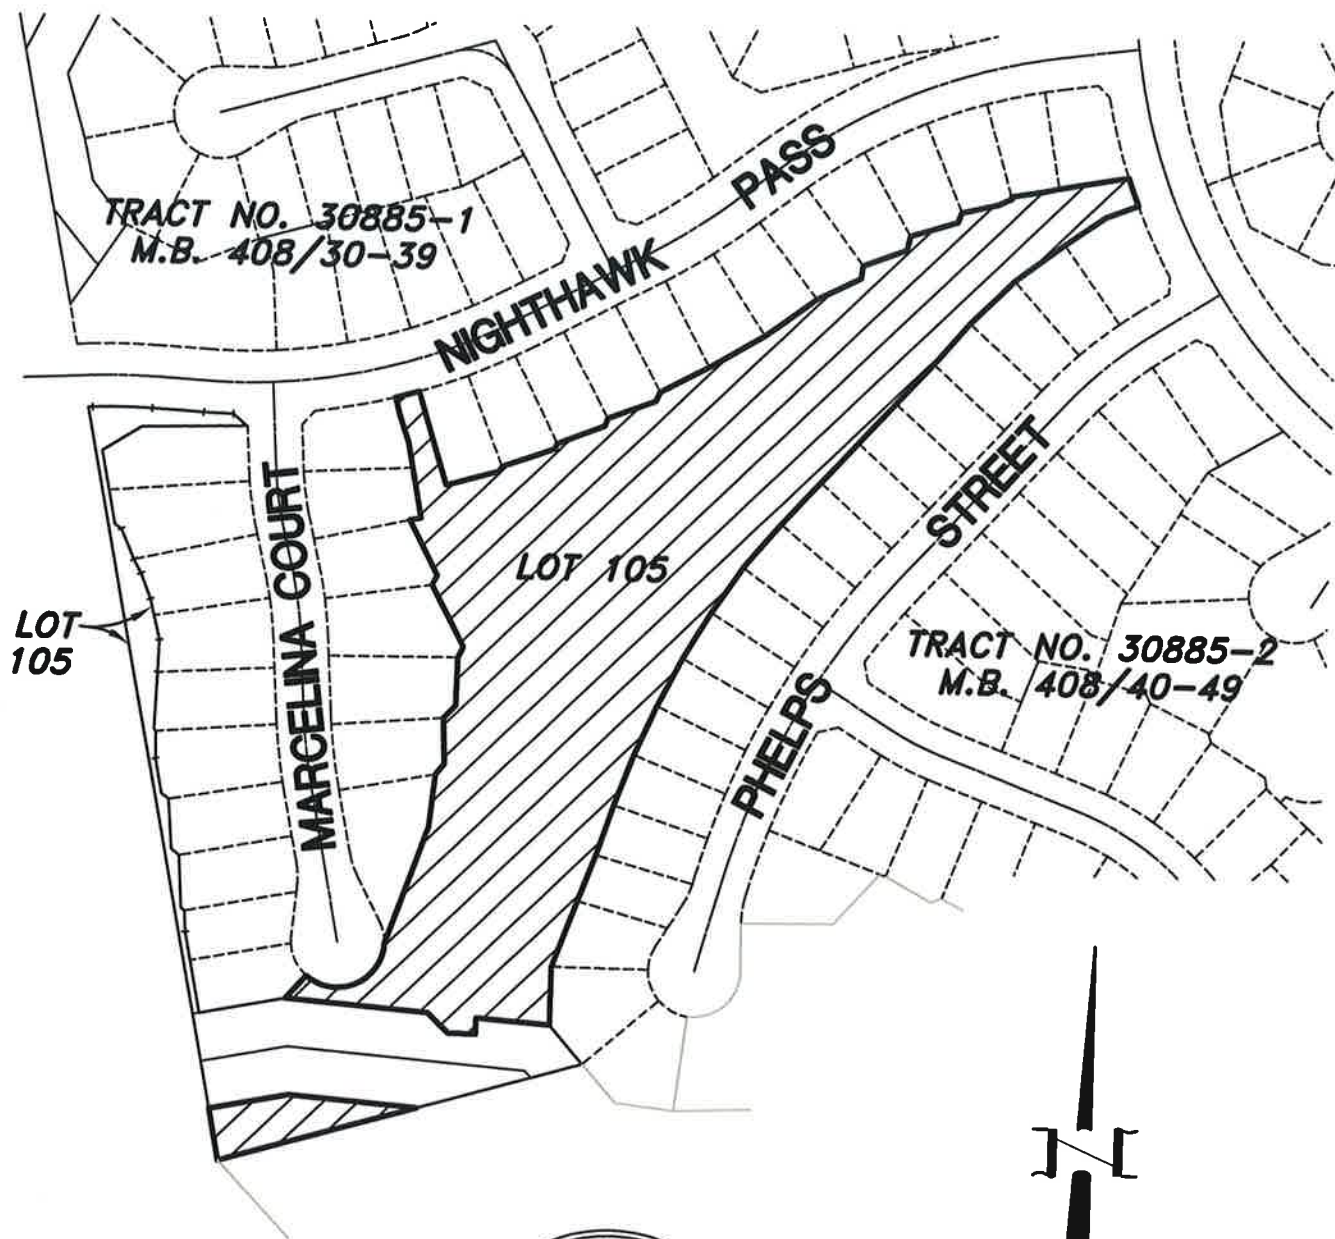 TRACT NO. 30885-1
M.B. 408/30-39
NIGHTHAWK PASS
MARCELINA COURT
LOT 105
LOT
105
PHELPS STREET
TRACT NO. 30885-2
M.B. 408/40-49
N